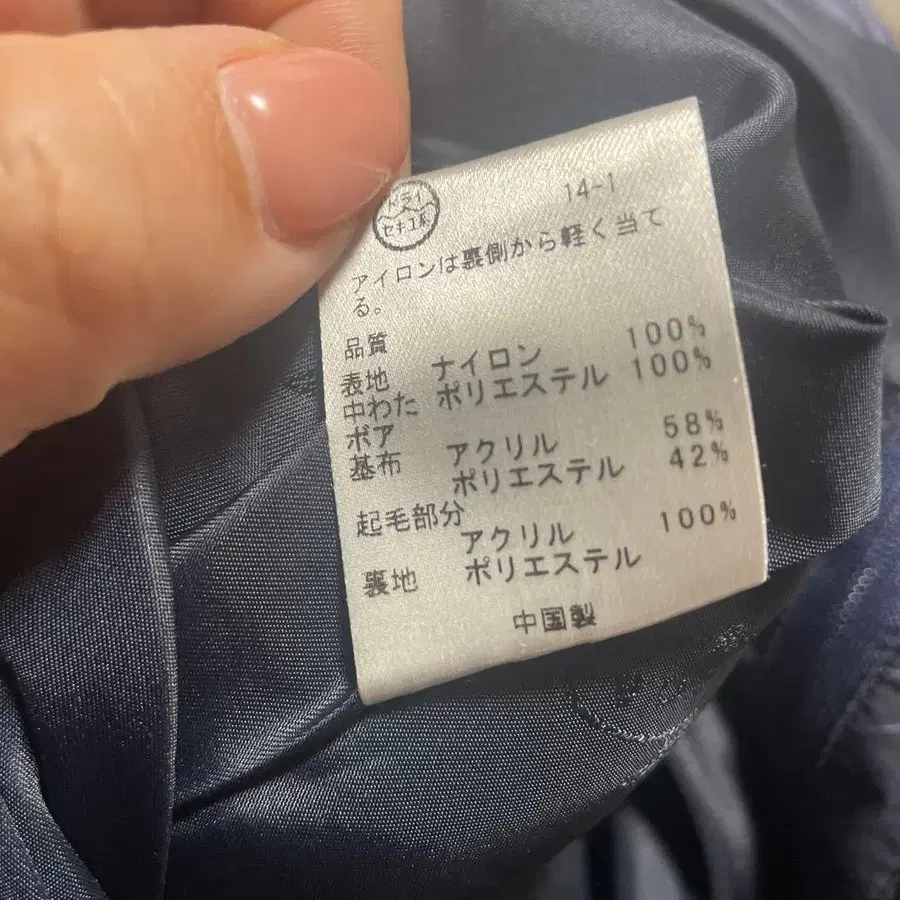 ドライ
セキユ系
14-1
アイロンは裏側から軽く当て
る。
品質
表地 ナイロン 100%
中わた ポリエステル 100%
ボア
基布 アクリル 58%
ポリエステル 42%
起毛部分
アクリル 100%
裏地 ポリエステル
中国製